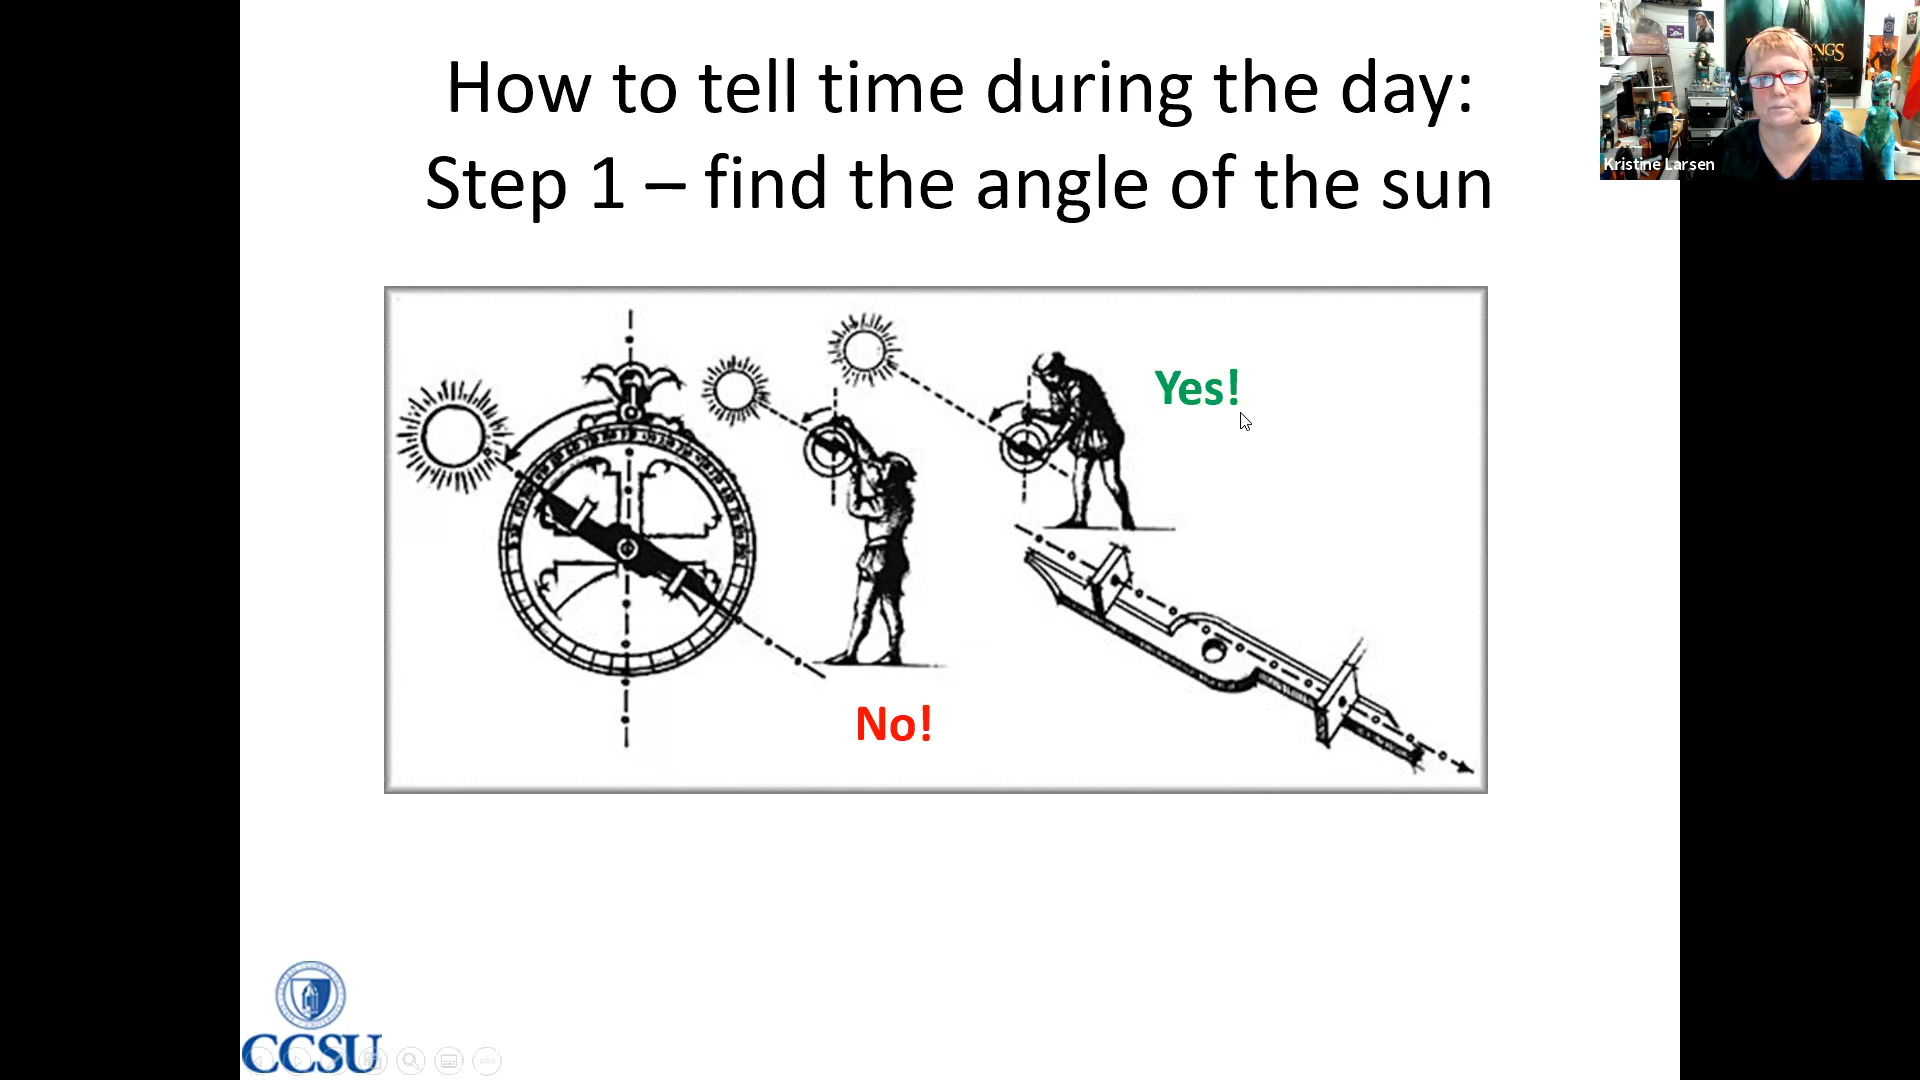 How to tell time during the day:
Step 1 – find the angle of the sun
Yes!
No!
CCSU
Kristine Larsen
NGS